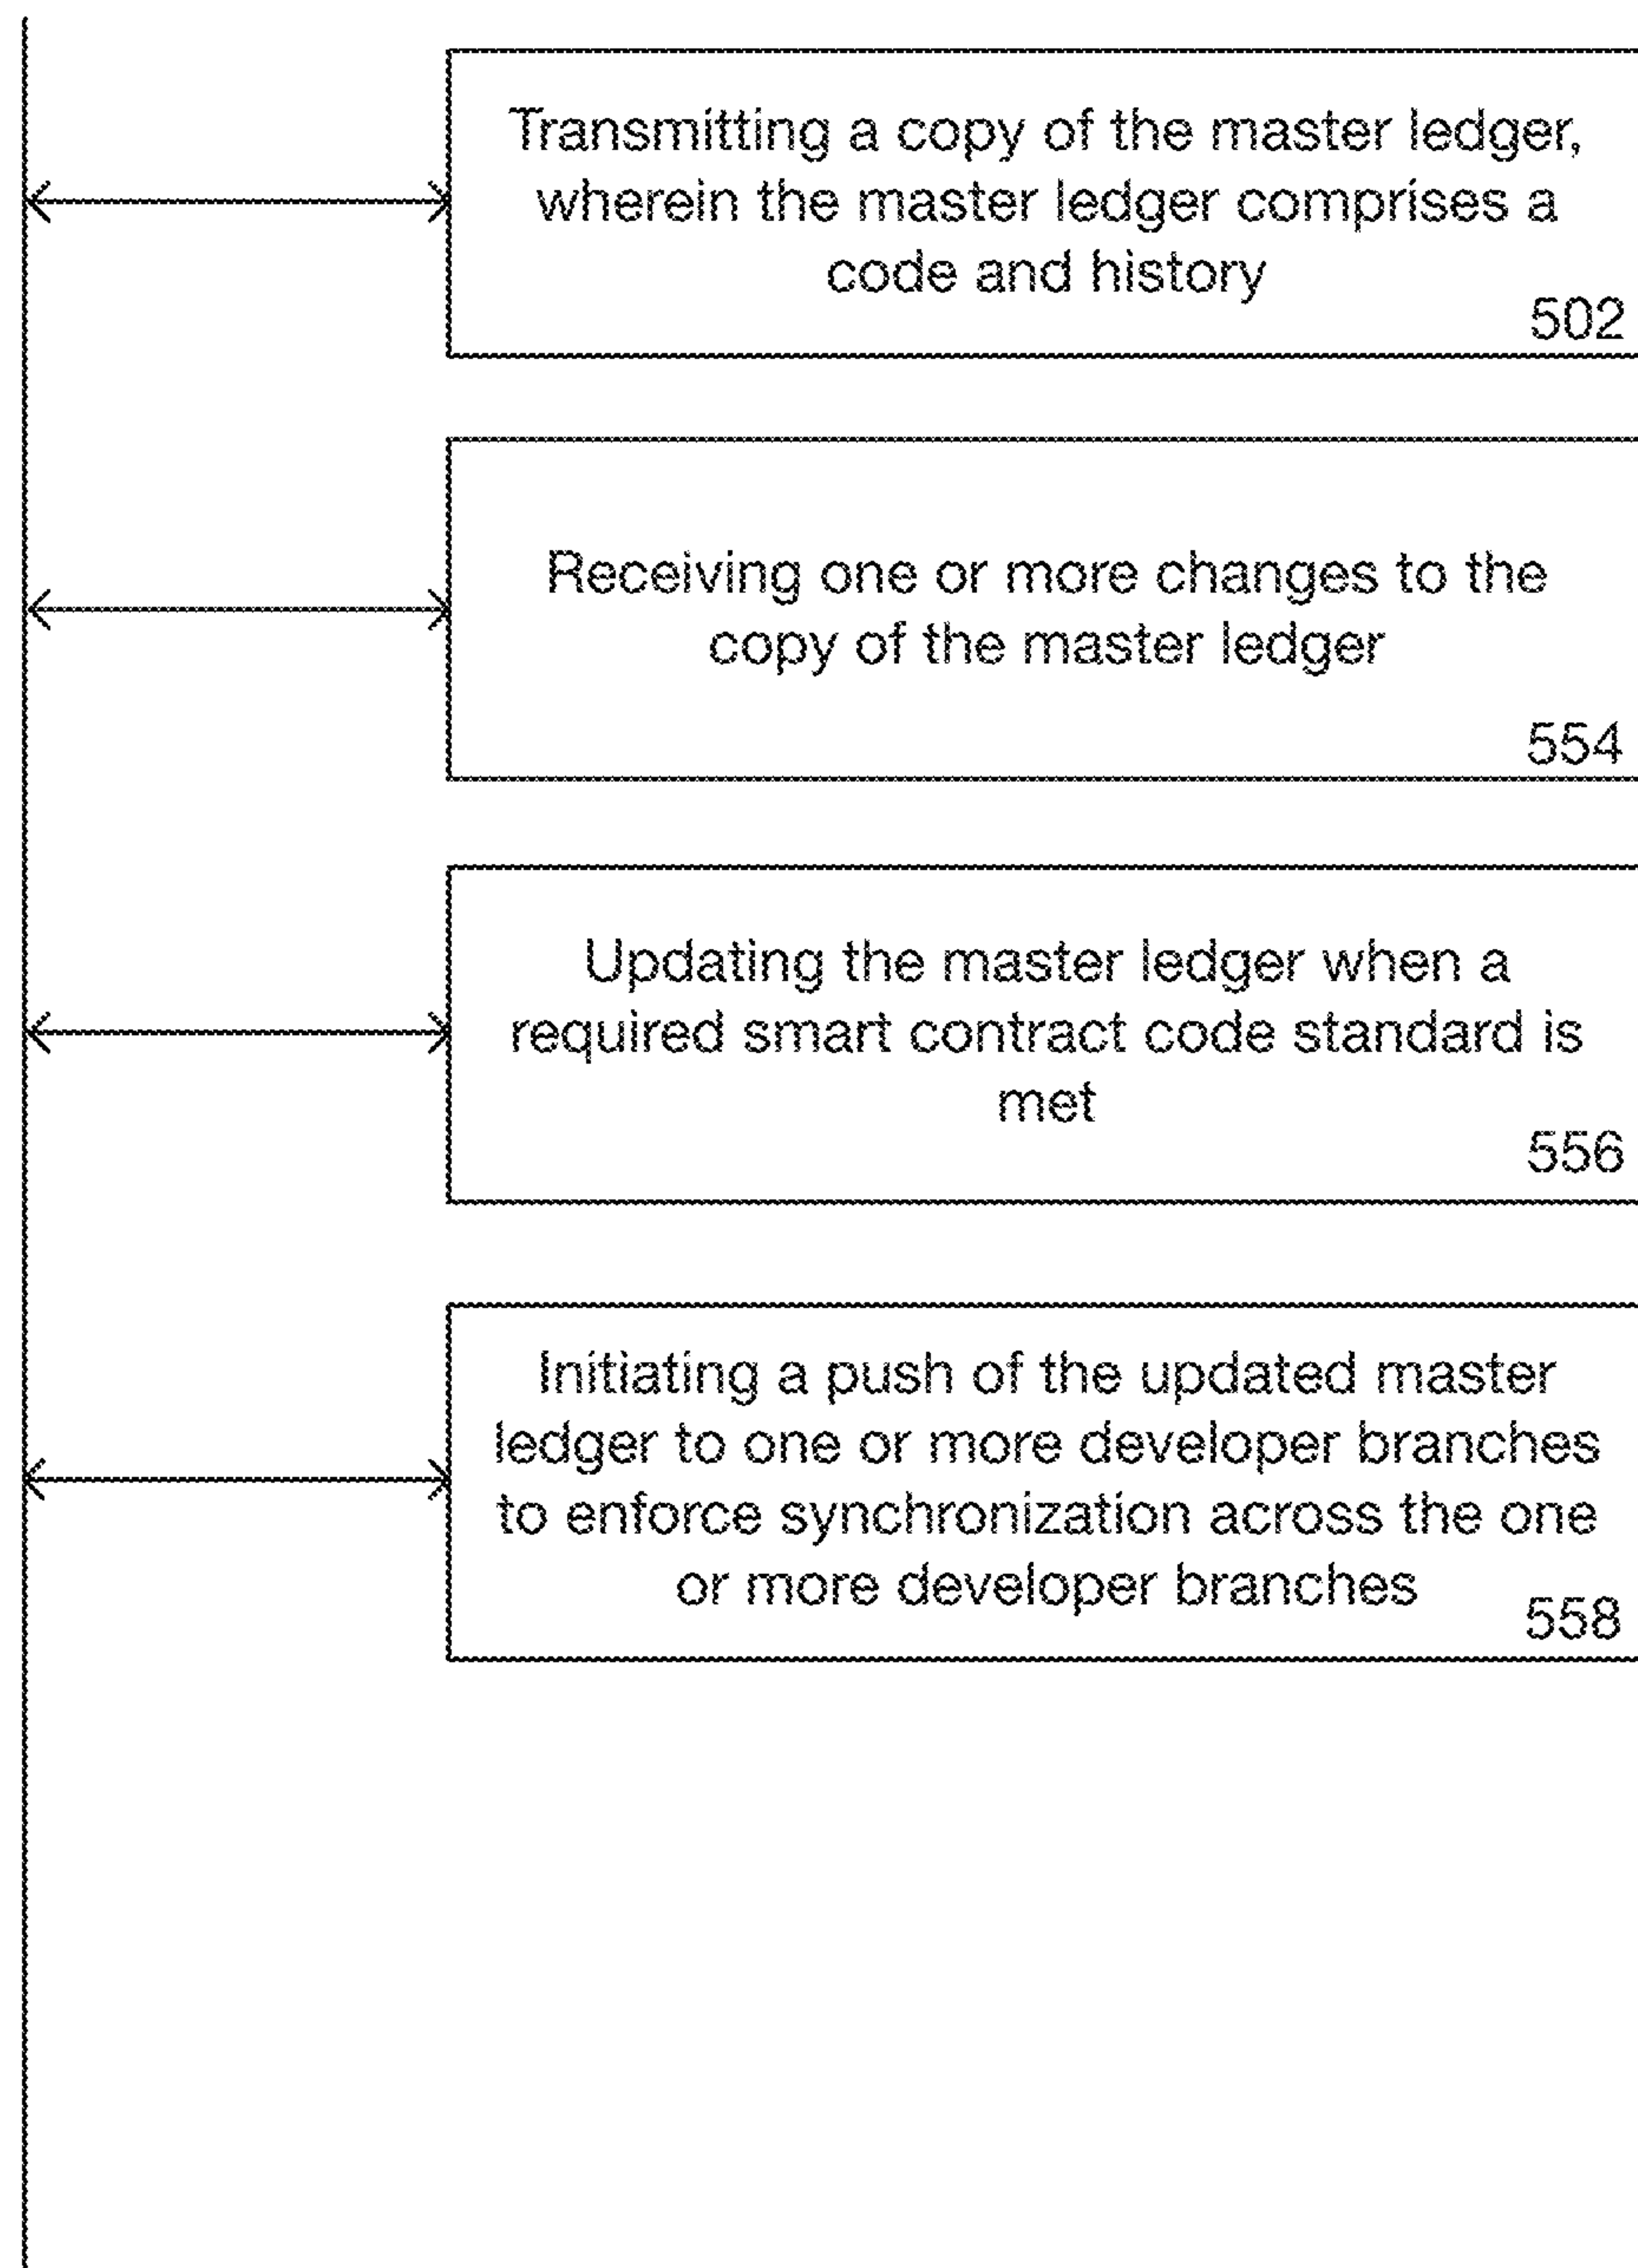 Transmitting a copy of the master ledger,
wherein the master ledger comprises a
code and history
502
Receiving one or more changes to the
copy of the master ledger
554
Updating the master ledger when a
required smart contract code standard is
met
556
Initiating a push of the updated master
ledger to one or more developer branches
to enforce synchronization across the one
or more developer branches
558